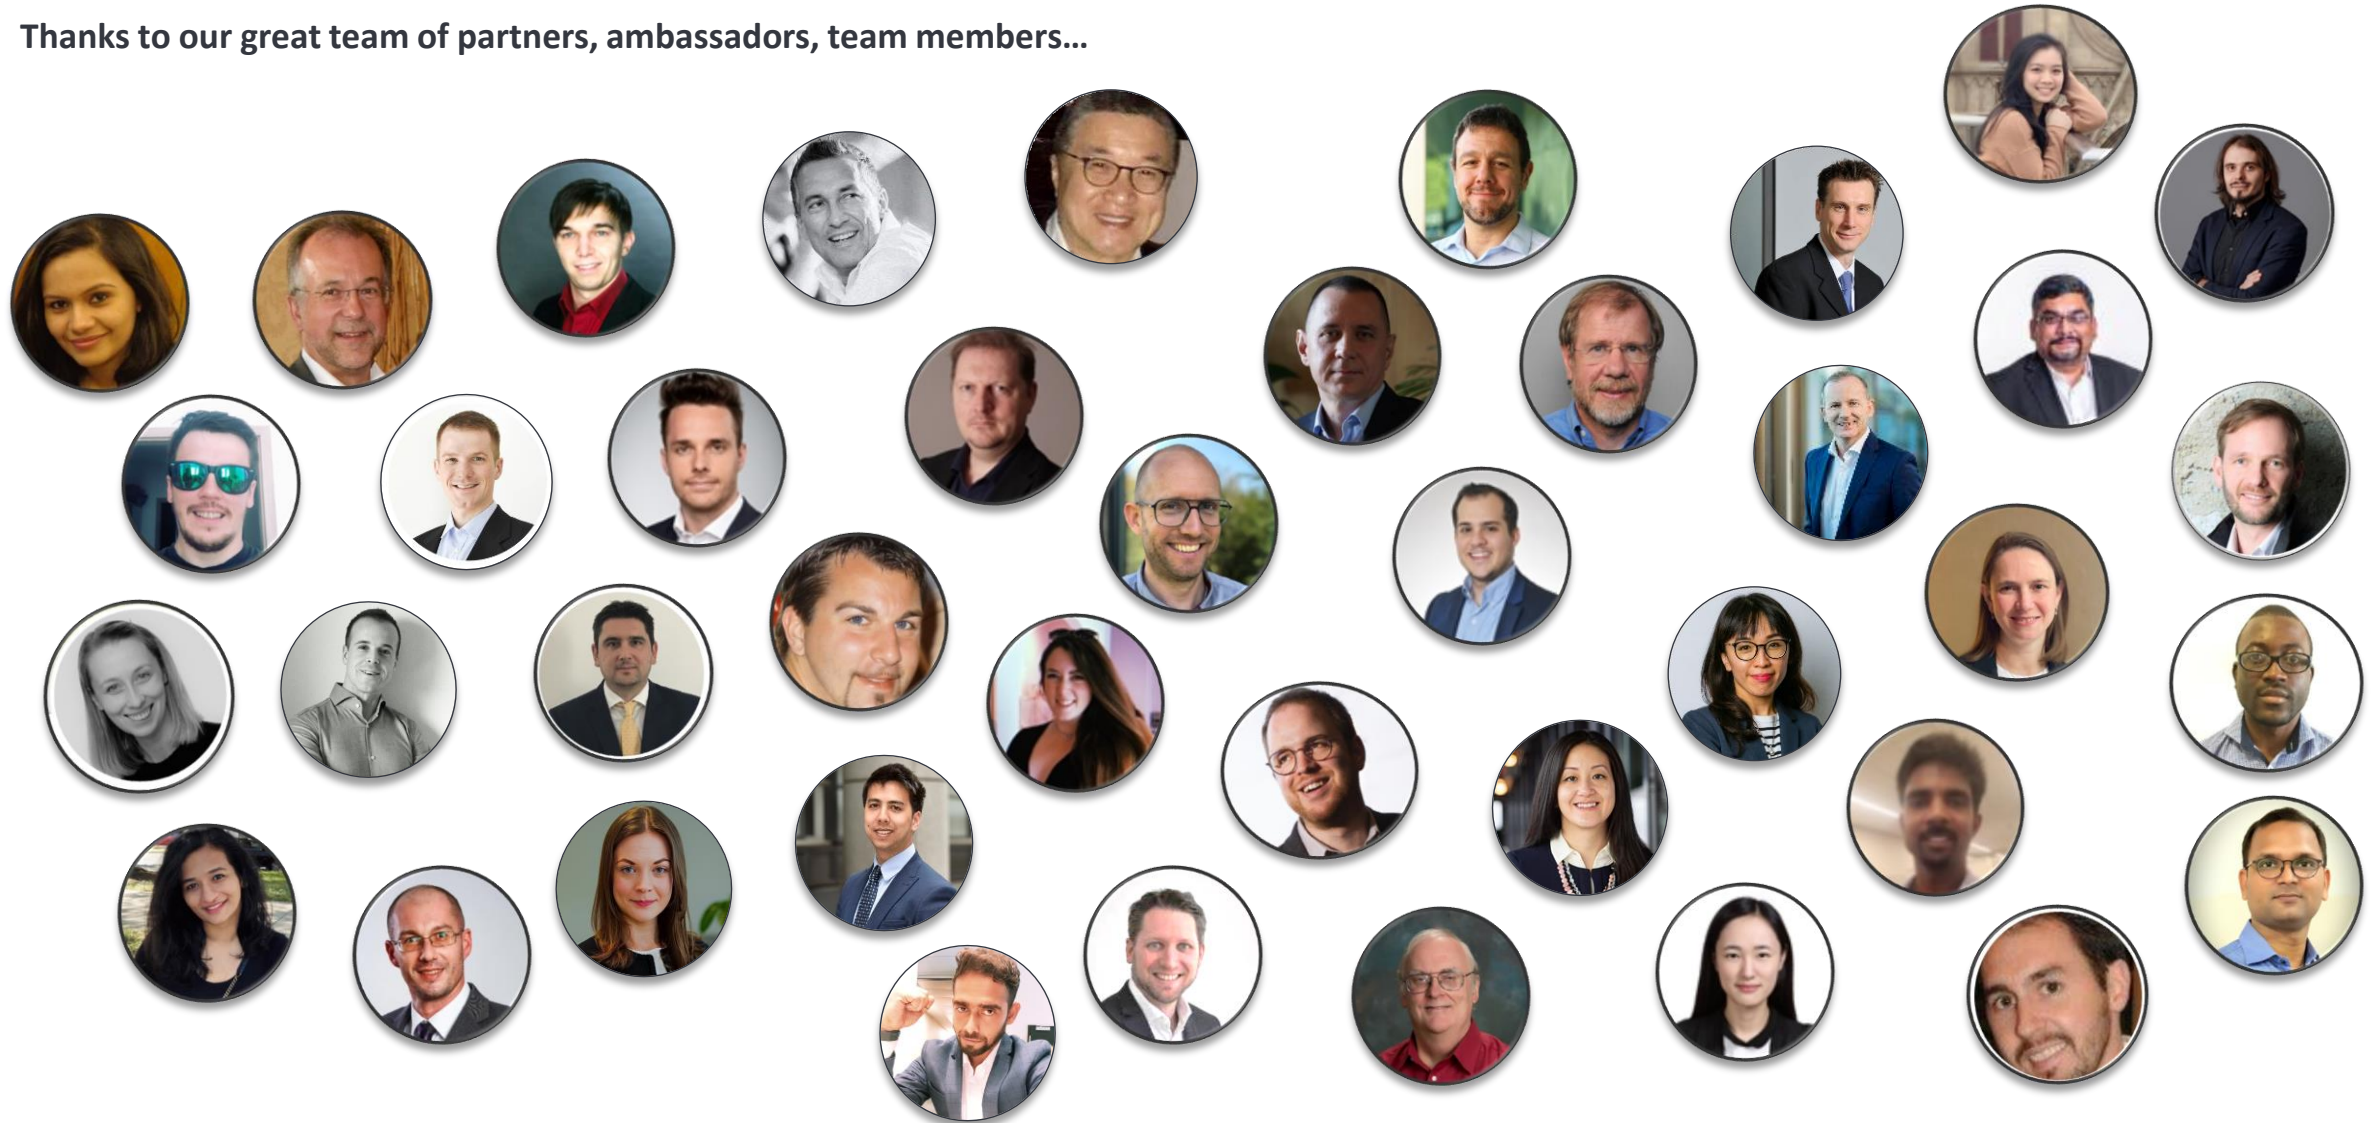 Thanks to our great team of partners, ambassadors, team members…